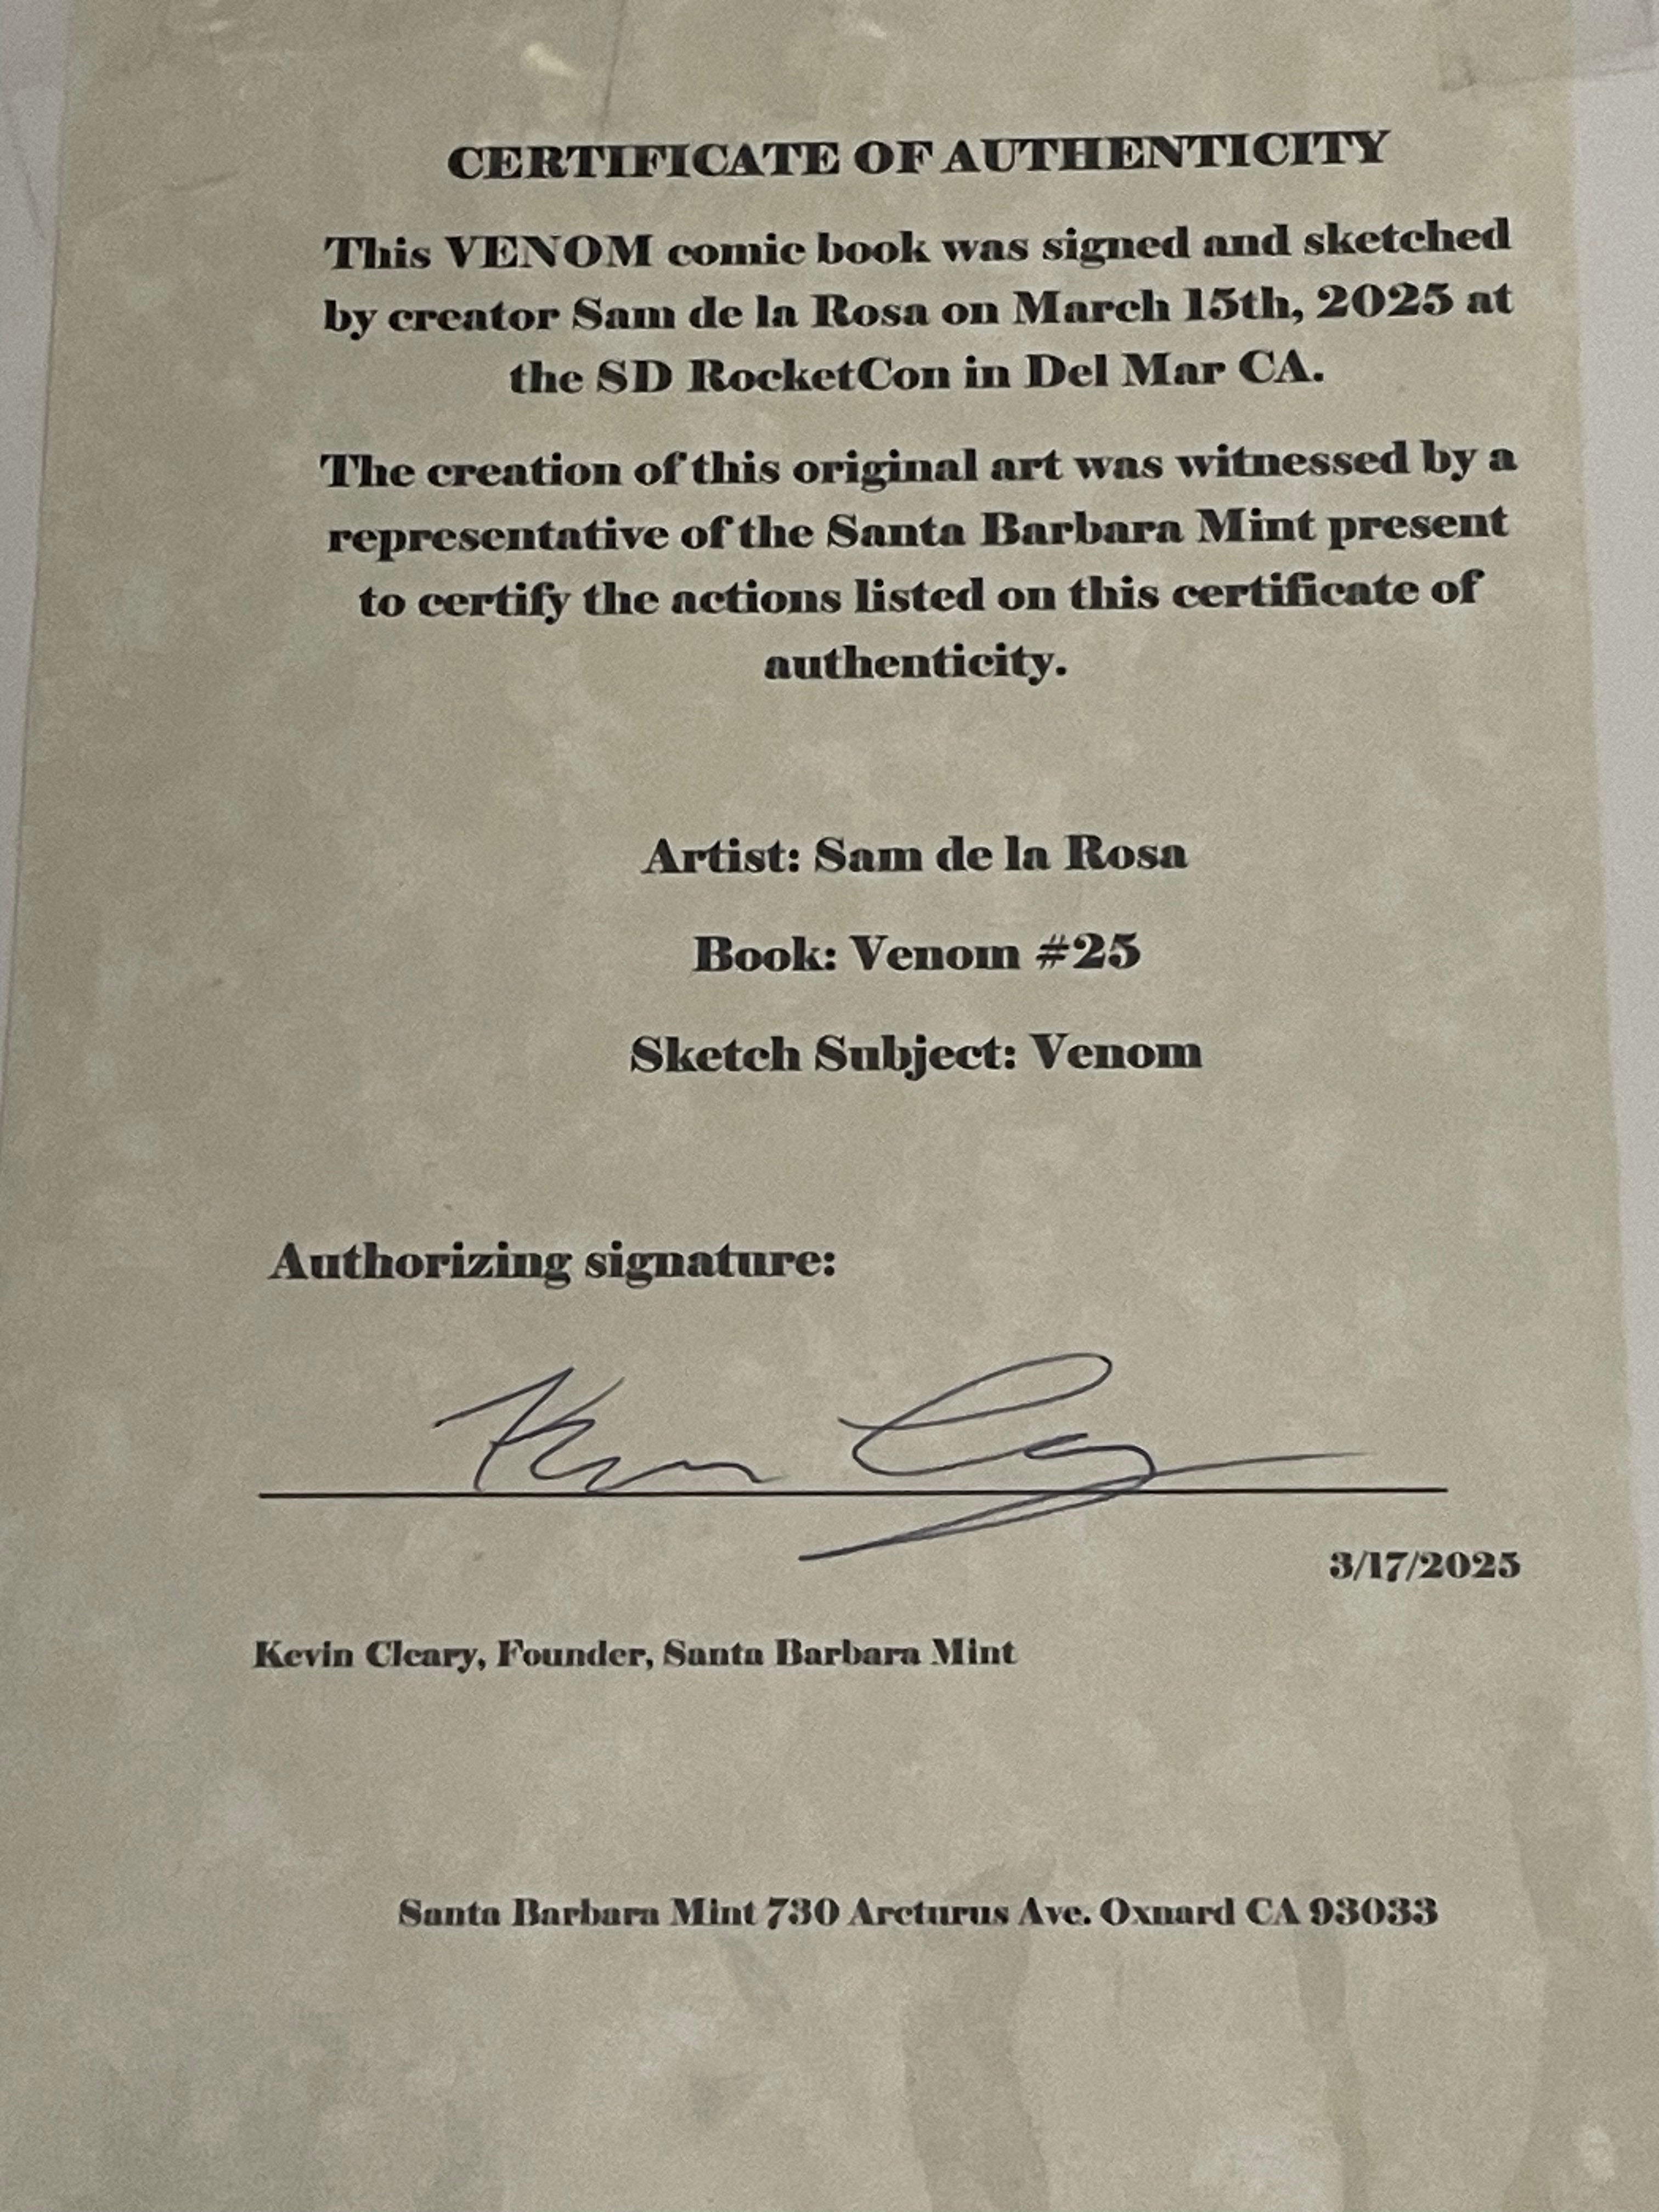 CERTIFICATE OF AUTHENTICITY
This VENOM comic book was signed and sketched
by creator Sam de la Rosa on March 15th, 2025 at
the SD RocketCon in Del Mar CA.
The creation of this original art was witnessed by a
representative of the Santa Barbara Mint present
to certify the actions listed on this certificate of
authenticity.
Artist: Sam de la Rosa
Book: Venom #25
Sketch Subject: Venom
Authorizing signature:
3/17/2025
Kevin Cleary, Founder, Santa Barbara Mint
Santa Barbara Mint 730 Arcturus Ave. Oxnard CA 93033